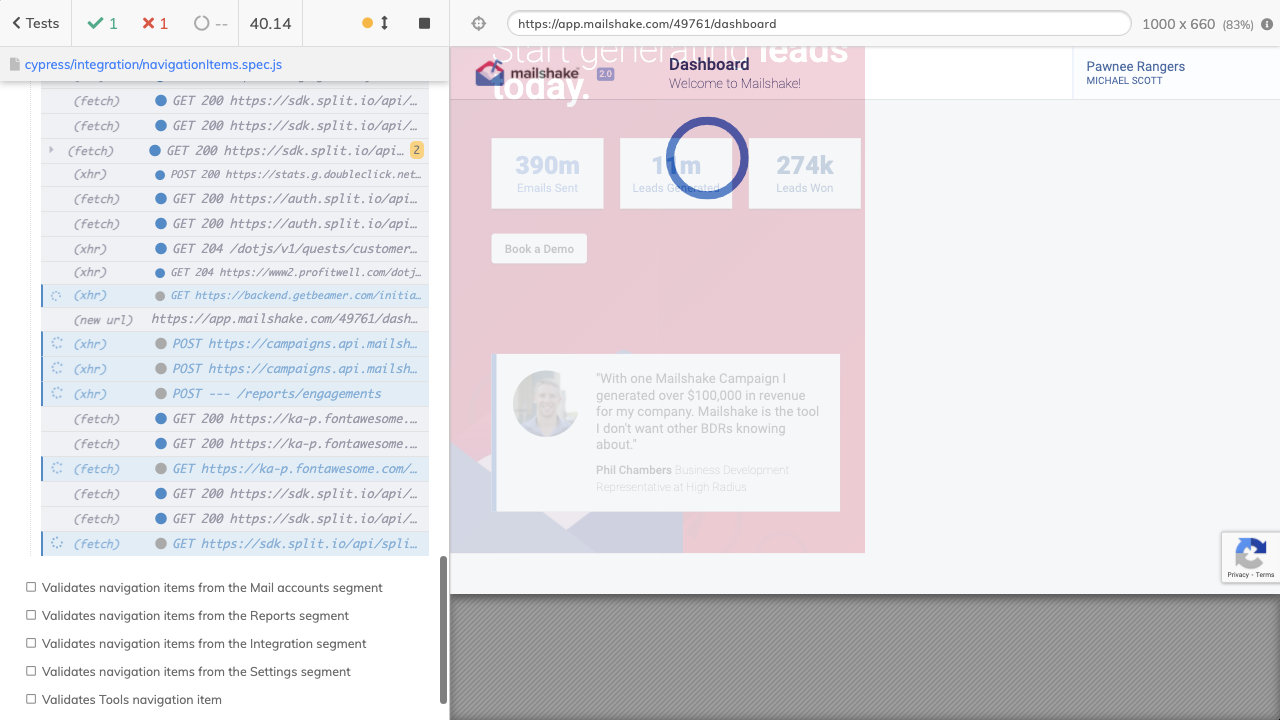 Tests
1
1
--
40.14
https://app.mailshake.com/49761/dashboard
1000 x 660 (83%)
cypress/integration/navigationItems.spec.js
(fetch) GET 200 https://sdk.split.io/api/…
(fetch) GET 200 https://sdk.split.io/api/…
(fetch) GET 200 https://sdk.split.io/api… 2
(xhr) POST 200 https://stats.g.doubleclick.net…
(fetch) GET 200 https://auth.split.io/api…
(fetch) GET 200 https://auth.split.io/api…
(xhr) GET 204 /dotjs/v1/quests/customer…
(xhr) GET 204 https://www2.profitwell.com/dotj…
(xhr) GET https://backend.getbeamer.com/initia…
(new url) https://app.mailshake.com/49761/dash…
(xhr) POST https://campaigns.api.mailsh…
(xhr) POST https://campaigns.api.mailsh…
(xhr) POST --- /reports/engagements
(fetch) GET 200 https://ka-p.fontawesome.…
(fetch) GET 200 https://ka-p.fontawesome.…
(fetch) GET https://ka-p.fontawesome.com/…
(fetch) GET 200 https://sdk.split.io/api/…
(fetch) GET 200 https://sdk.split.io/api/…
(fetch) GET https://sdk.split.io/api/spli…
Validates navigation items from the Mail accounts segment
Validates navigation items from the Reports segment
Validates navigation items from the Integration segment
Validates navigation items from the Settings segment
Validates Tools navigation item
Start generating leads
today.
mailshake 2.0
Dashboard
Welcome to Mailshake!
Pawnee Rangers
MICHAEL SCOTT
390m
Emails Sent
11m
Leads Generated
274k
Leads Won
Book a Demo
"With one Mailshake Campaign I
generated over $100,000 in revenue
for my company. Mailshake is the tool
I don't want other BDRs knowing
about."
Phil Chambers Business Development
Representative at High Radius
Privacy - Terms